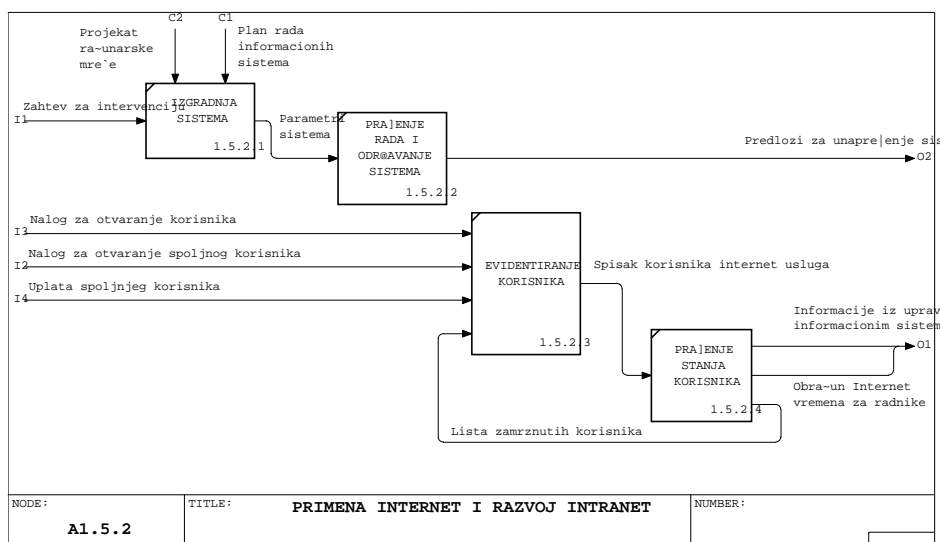 C2
C1
Projekat
ra~unarske
mre`e
Plan rada
informacionih
sistema
Zahtev za intervenciju
I1
IZGRADNJA
SISTEMA
1.5.2.1
Parametri
sistema
PRA]ENJE
RADA I
ODR@AVANJE
SISTEMA
1.5.2.2
Predlozi za unapre|enje sis
O2
Nalog za otvaranje korisnika
I3
Nalog za otvaranje spoljnog korisnika
I2
Uplata spoljnjeg korisnika
I4
EVIDENTIRANJE
KORISNIKA
1.5.2.3
Spisak korisnika internet usluga
Informacije iz uprav
informacionim sistem
O1
PRA]ENJE
STANJA
KORISNIKA
1.5.2.4
Obra~un Internet
vremena za radnike
Lista zamrznutih korisnika
NODE:
A1.5.2
TITLE:
PRIMENA INTERNET I RAZVOJ INTRANET
NUMBER: